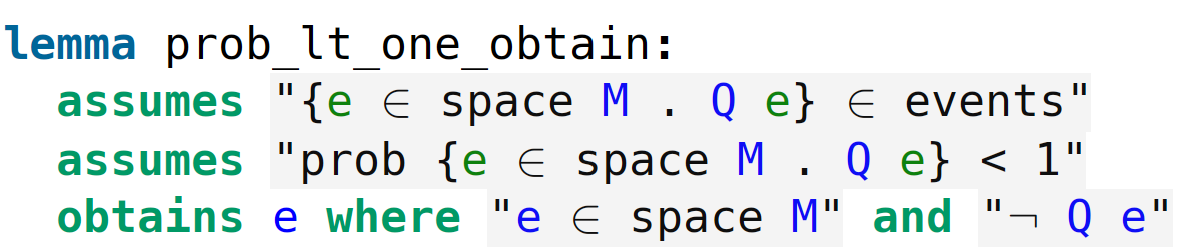 lemma prob_lt_one_obtain:
assumes "{e ∈ space M . Q e} ∈ events"
assumes "prob {e ∈ space M . Q e} < 1"
obtains e where "e ∈ space M" and "¬ Q e"